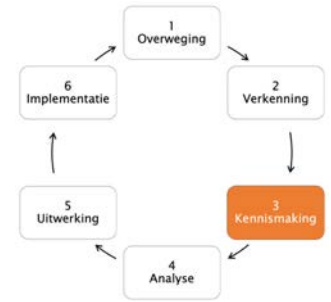 1
Overweging
2
Verkenning
3
Kennismaking
4
Analyse
5
Uitwerking
6
Implementatie